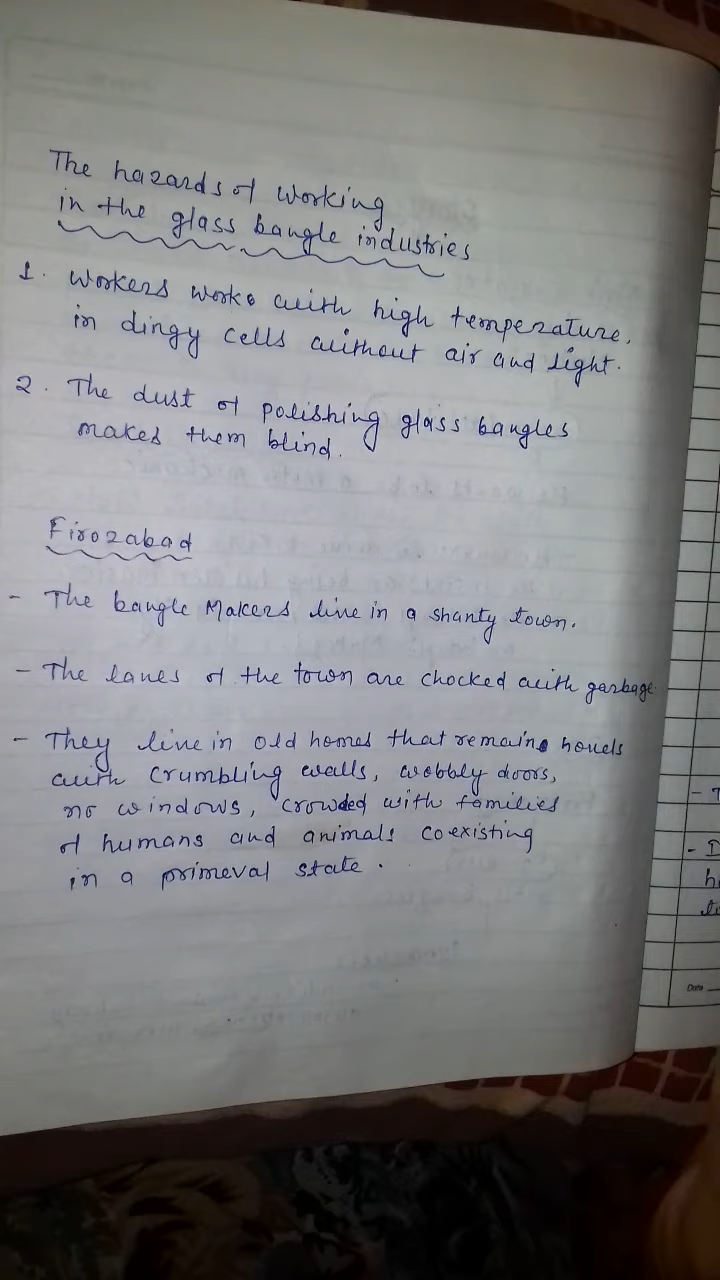 The hazards of working
in the glass bangle industries
1. Workers works with high temperature,
in dingy cells without air and light.
2. The dust of polishing glass bangles
makes them blind.
Firozabad
- The bangle Makers live in a shanty town.
- The lanes of the town are chocked with garbage
- They live in old homes that remains hovels
with crumbling walls, wobbly doors,
no windows, crowded with families
of humans and animals coexisting
in a primeval state.
Date